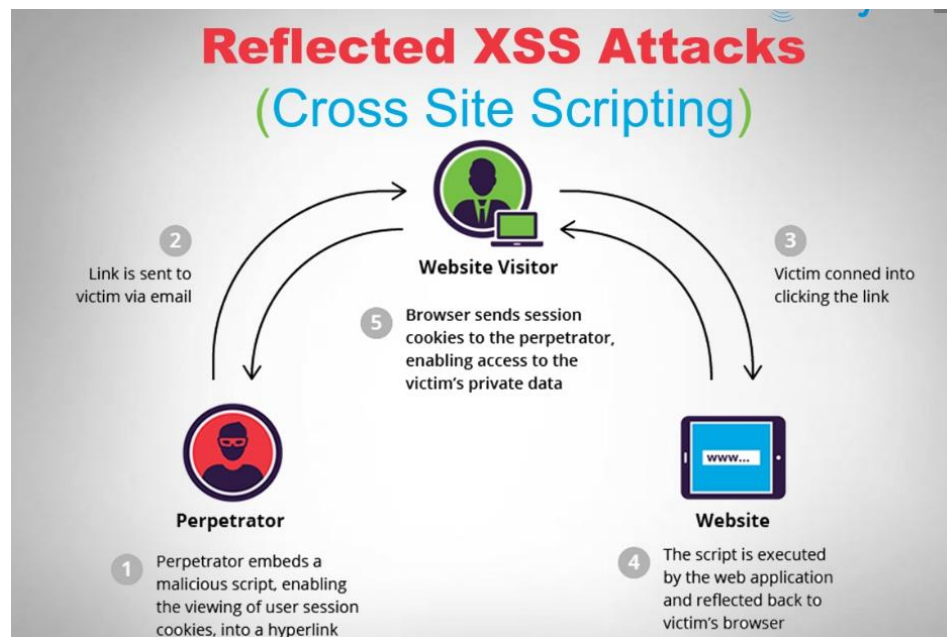 Reflected XSS Attacks
(Cross Site Scripting)
2
Link is sent to
victim via email
Website Visitor
3
Victim conned into
clicking the link
5
Browser sends session
cookies to the perpetrator,
enabling access to the
victim's private data
Perpetrator
1
Perpetrator embeds a
malicious script, enabling
the viewing of user session
cookies, into a hyperlink
www...
Website
4
The script is executed
by the web application
and reflected back to
victim's browser